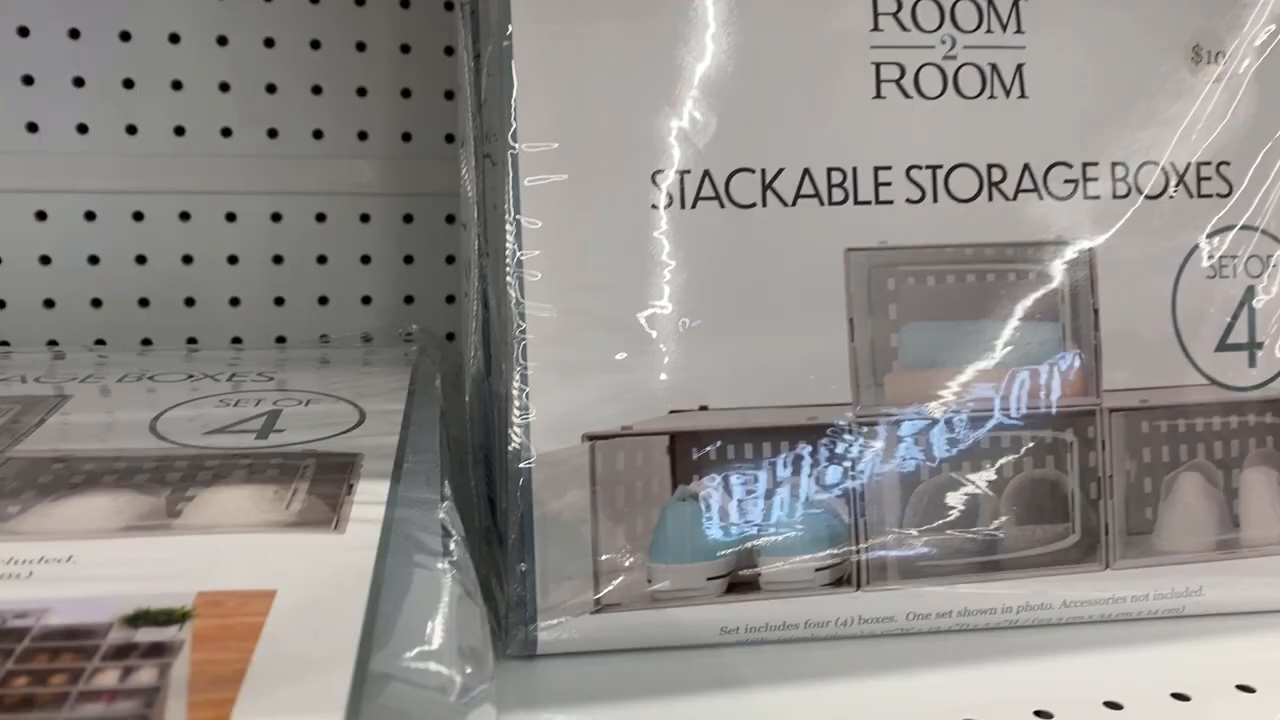 ROOM
2
ROOM
$10
STACKABLE STORAGE BOXES
SET OF
4
Set includes four (4) boxes. One set shown in photo. Accessories not included.
AGE BOXES
SET OF
4